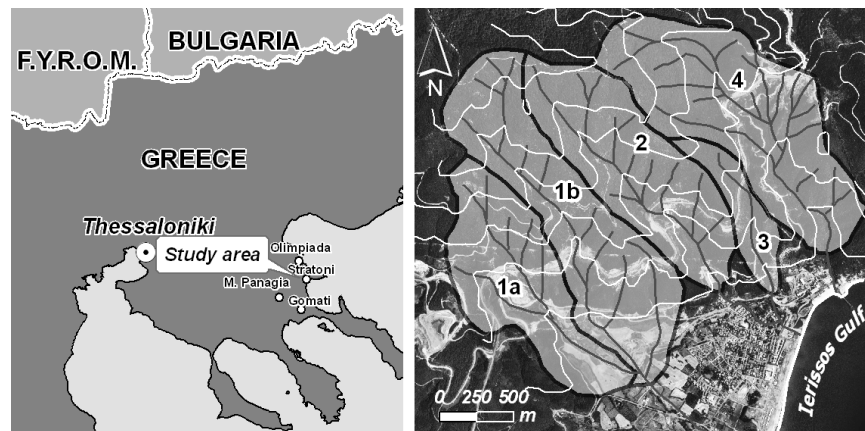 F.Y.R.O.M.
BULGARIA
GREECE
Thessaloniki
Study area
Olimpiada
Stratoni
M. Panagia
Gomati
N
4
2
1b
3
1a
0 250 500
m
Ierissos Gulf